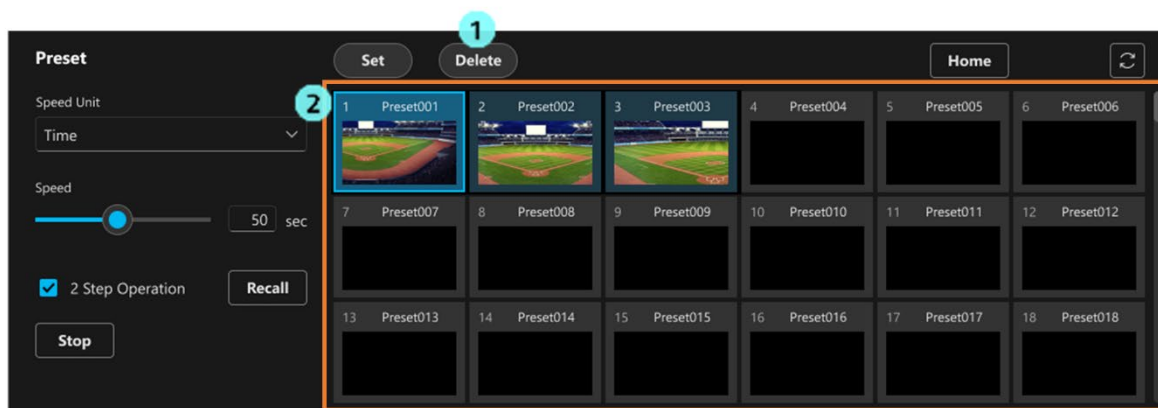 1
Preset
Set
Delete
Home
Speed Unit
Time
Speed
50 sec
2 Step Operation
Recall
Stop
2
1 Preset001
2 Preset002
3 Preset003
4 Preset004
5 Preset005
6 Preset006
7 Preset007
8 Preset008
9 Preset009
10 Preset010
11 Preset011
12 Preset012
13 Preset013
14 Preset014
15 Preset015
16 Preset016
17 Preset017
18 Preset018